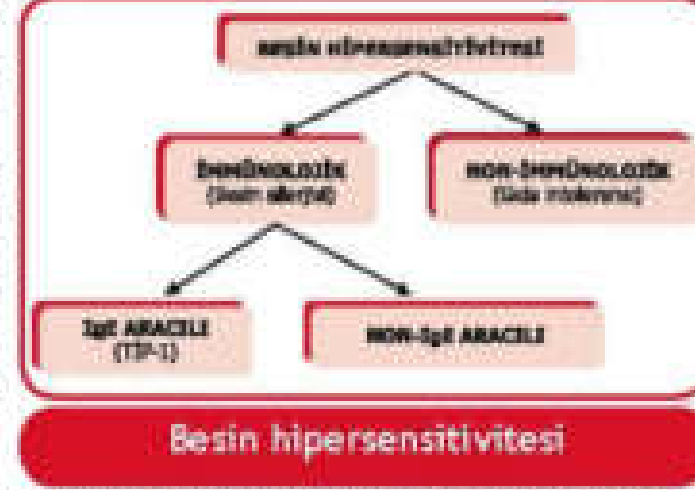 BESİN HİPERSENSİTİVİTESİ
İMMÜNOLOJİK
(Besin allerjisi)
NON-İMMÜNOLOJİK
(Gıda intoleransı)
IgE ARACILI
(TİP-1)
NON-IgE ARACILI
Besin hipersensitivitesi